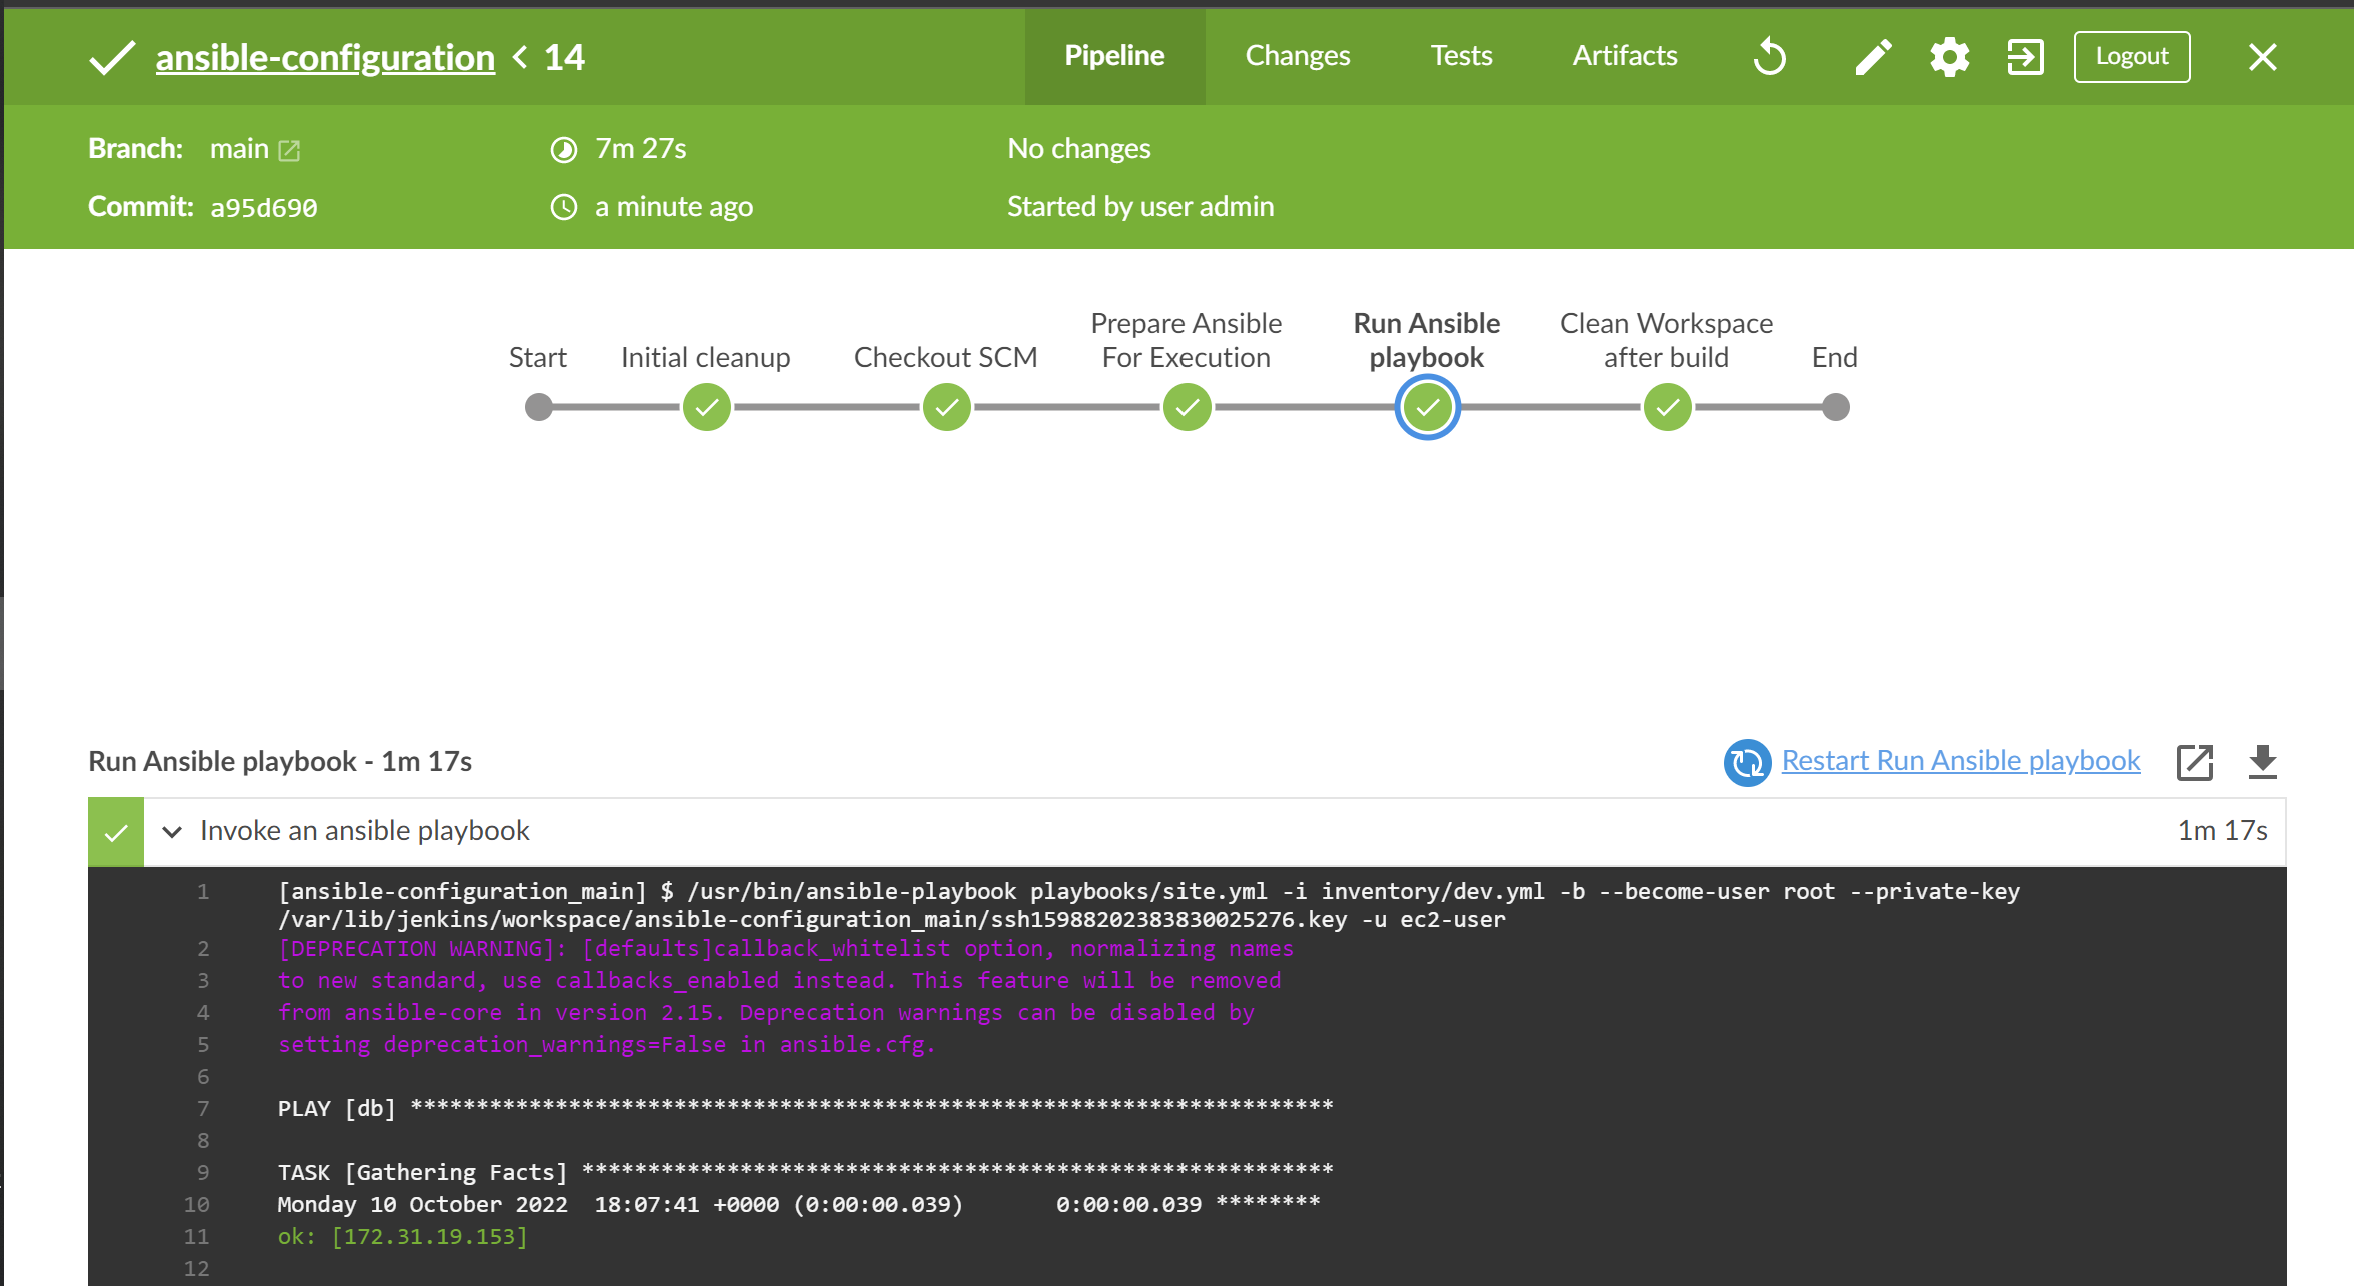 ansible-configuration < 14
Pipeline
Changes
Tests
Artifacts
Logout
Branch: main
7m 27s
No changes
Commit: a95d690
a minute ago
Started by user admin
Start
Initial cleanup
Checkout SCM
Prepare Ansible
For Execution
Run Ansible
playbook
Clean Workspace
after build
End
Run Ansible playbook - 1m 17s
Restart Run Ansible playbook
Invoke an ansible playbook
1m 17s
1 [ansible-configuration_main] $ /usr/bin/ansible-playbook playbooks/site.yml -i inventory/dev.yml -b --become-user root --private-key
/var/lib/jenkins/workspace/ansible-configuration_main/ssh15988202383830025276.key -u ec2-user
2 [DEPRECATION WARNING]: [defaults]callback_whitelist option, normalizing names
3 to new standard, use callbacks_enabled instead. This feature will be removed
4 from ansible-core in version 2.15. Deprecation warnings can be disabled by
5 setting deprecation_warnings=False in ansible.cfg.
6
7 PLAY [db] **********************************************************************
8
9 TASK [Gathering Facts] *********************************************************
10 Monday 10 October 2022  18:07:41 +0000 (0:00:00.039)       0:00:00.039 ********
11 ok: [172.31.19.153]
12